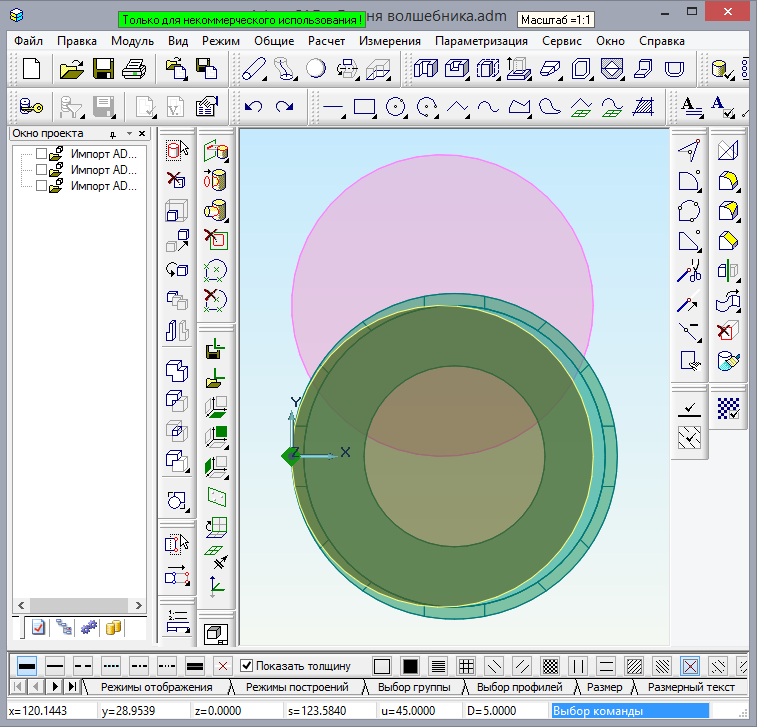 Только для некоммерческого использования !
ня волшебника.adm
Масштаб =1:1
Файл Правка Модуль Вид Режим Общие Расчет Измерения Параметризация Сервис Окно Справка
Окно проекта
Импорт AD...
Импорт AD...
Импорт AD...
Y
Z
X
Показать толщину
Режимы отображения Режимы построений Выбор группы Выбор профилей Размер Размерный текст
x=120.1443 y=28.9539 z=0.0000 s=123.5840 u=45.0000 D=5.0000 Выбор команды